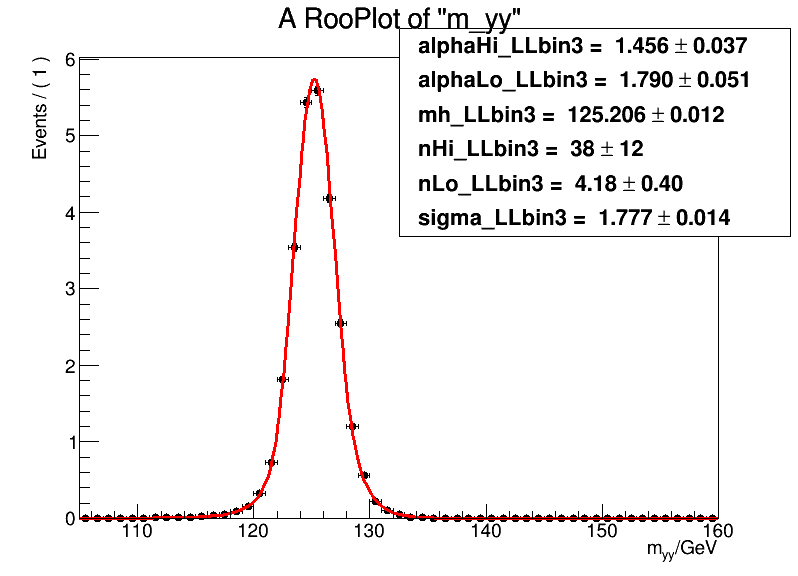 A RooPlot of "m_yy"
alphaHi_LLbin3 = 1.456 ± 0.037
alphaLo_LLbin3 = 1.790 ± 0.051
mh_LLbin3 = 125.206 ± 0.012
nHi_LLbin3 = 38 ± 12
nLo_LLbin3 = 4.18 ± 0.40
sigma_LLbin3 = 1.777 ± 0.014
Events / ( 1 )
6
5
4
3
2
1
0
110 120 130 140 150 160
m_yy/GeV